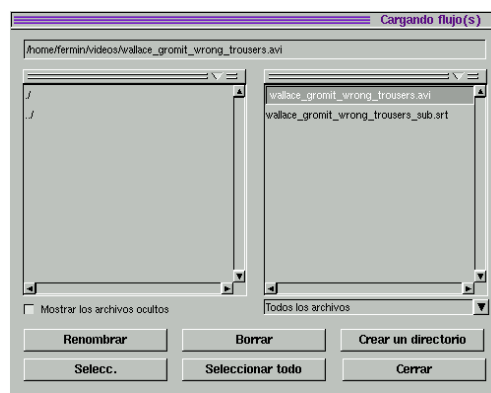 Cargando flujo(s)
/home/fermin/videos/wallace_gromit_wrong_trousers.avi
./
../
wallace_gromit_wrong_trousers.avi
wallace_gromit_wrong_trousers_sub.srt
Mostrar los archivos ocultos
Todos los archivos
Renombrar
Borrar
Crear un directorio
Selecc.
Seleccionar todo
Cerrar